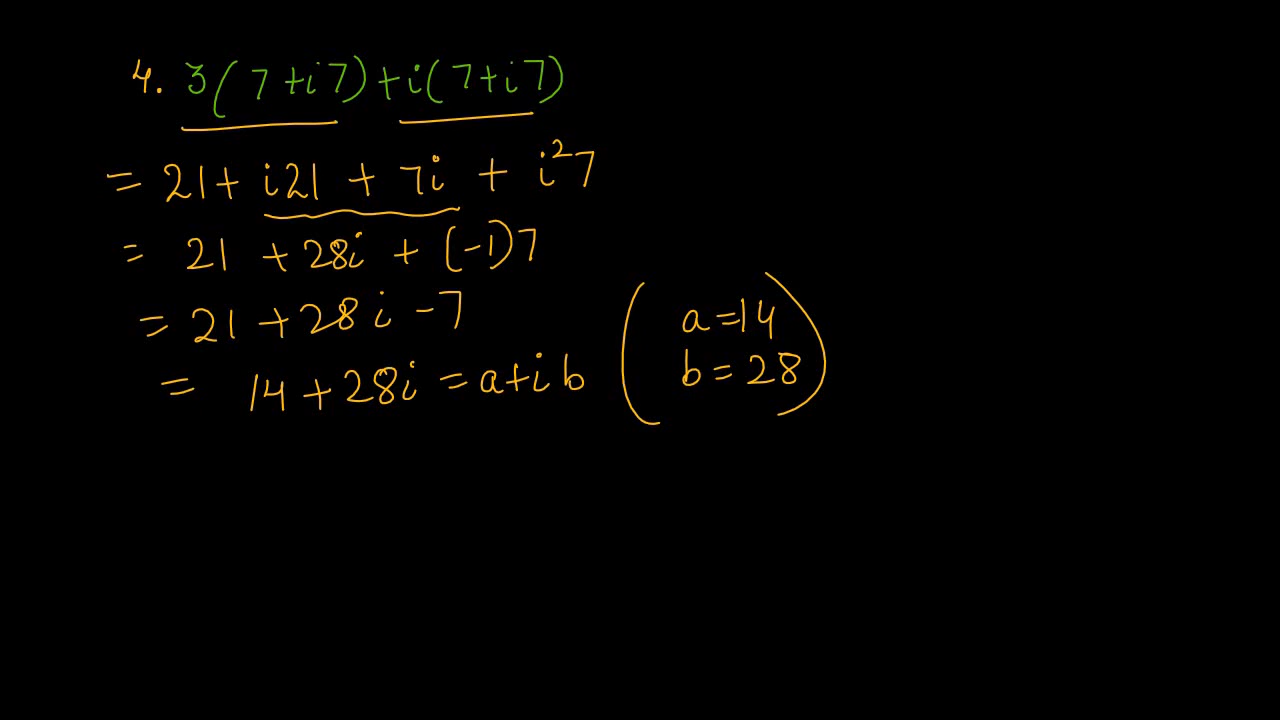 4. 3(7+i7)+i(7+i7)
= 21+i21+7i+i²7
= 21+28i+(-1)7
= 21+28i-7
= 14+28i=a+ib
a=14
b=28